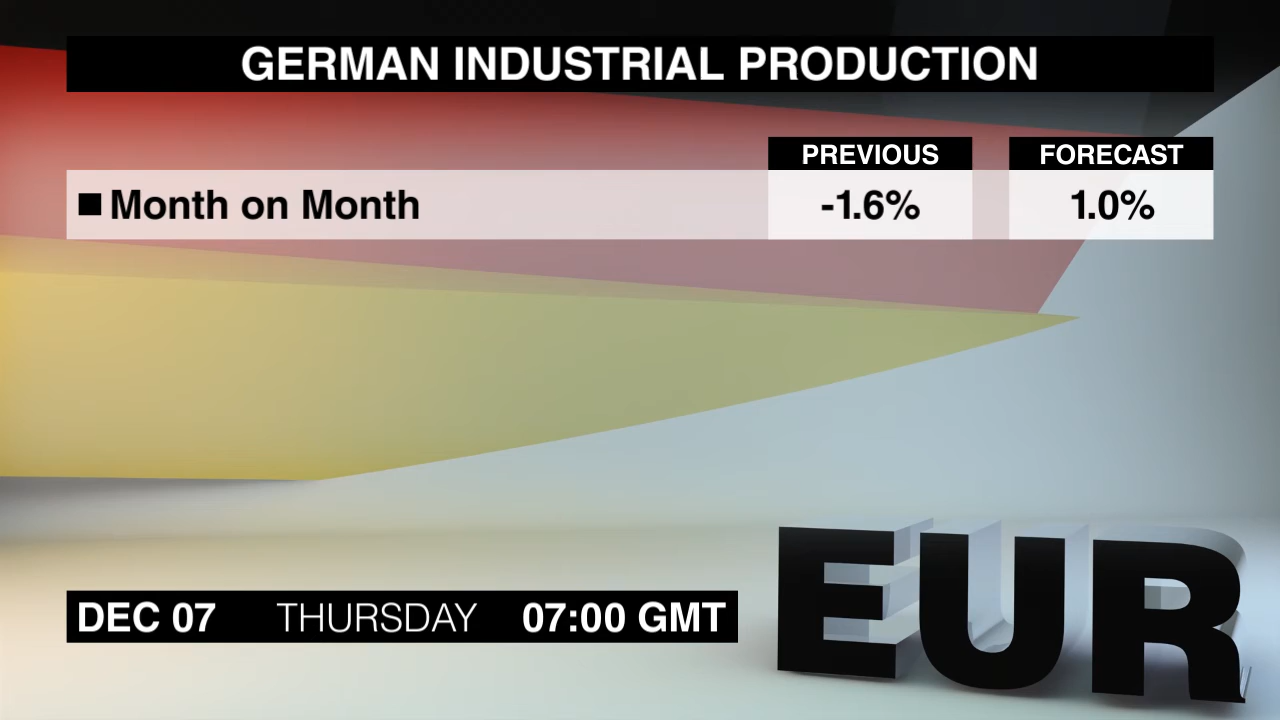 GERMAN INDUSTRIAL PRODUCTION
PREVIOUS FORECAST
Month on Month -1.6% 1.0%
DEC 07 THURSDAY 07:00 GMT
EUR